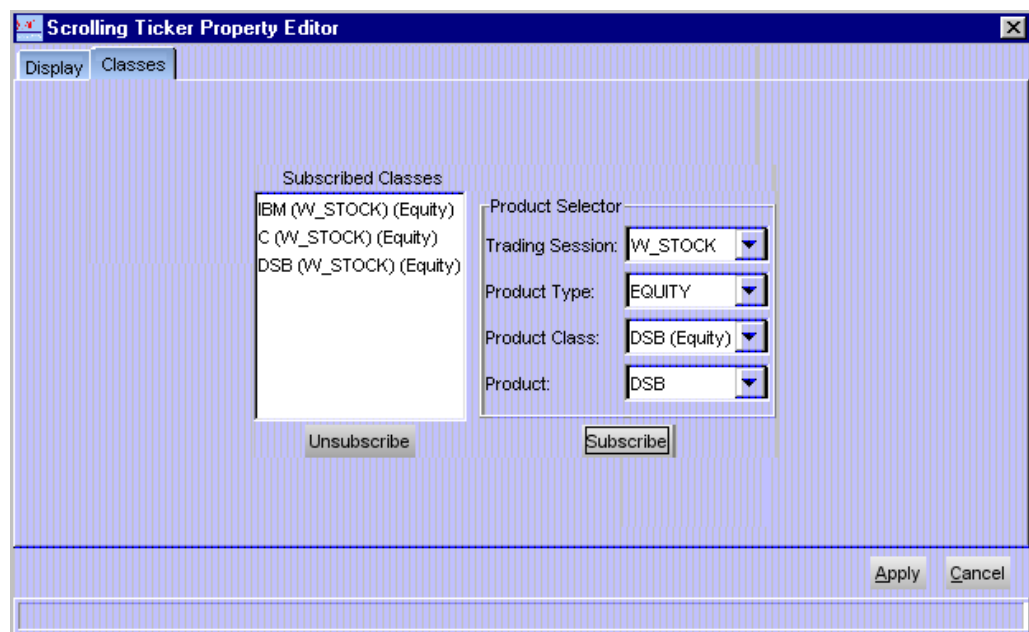 Scrolling Ticker Property Editor
Display Classes
Subscribed Classes
IBM (W_STOCK) (Equity)
C (W_STOCK) (Equity)
DSB (W_STOCK) (Equity)
Unsubscribe
Product Selector
Trading Session: W_STOCK
Product Type: EQUITY
Product Class: DSB (Equity)
Product: DSB
Subscribe
Apply Cancel